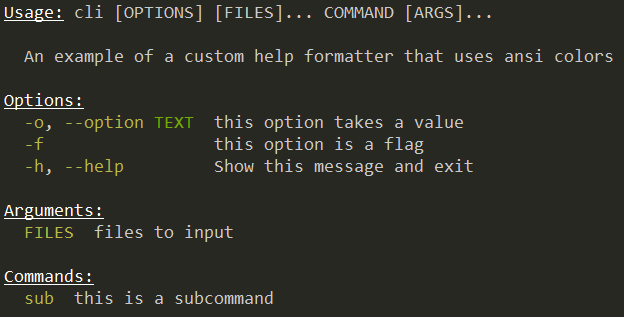 Usage: cli [OPTIONS] [FILES]... COMMAND [ARGS]...
An example of a custom help formatter that uses ansi colors
Options:
-o, --option TEXT  this option takes a value
-f                 this option is a flag
-h, --help         Show this message and exit
Arguments:
FILES  files to input
Commands:
sub  this is a subcommand